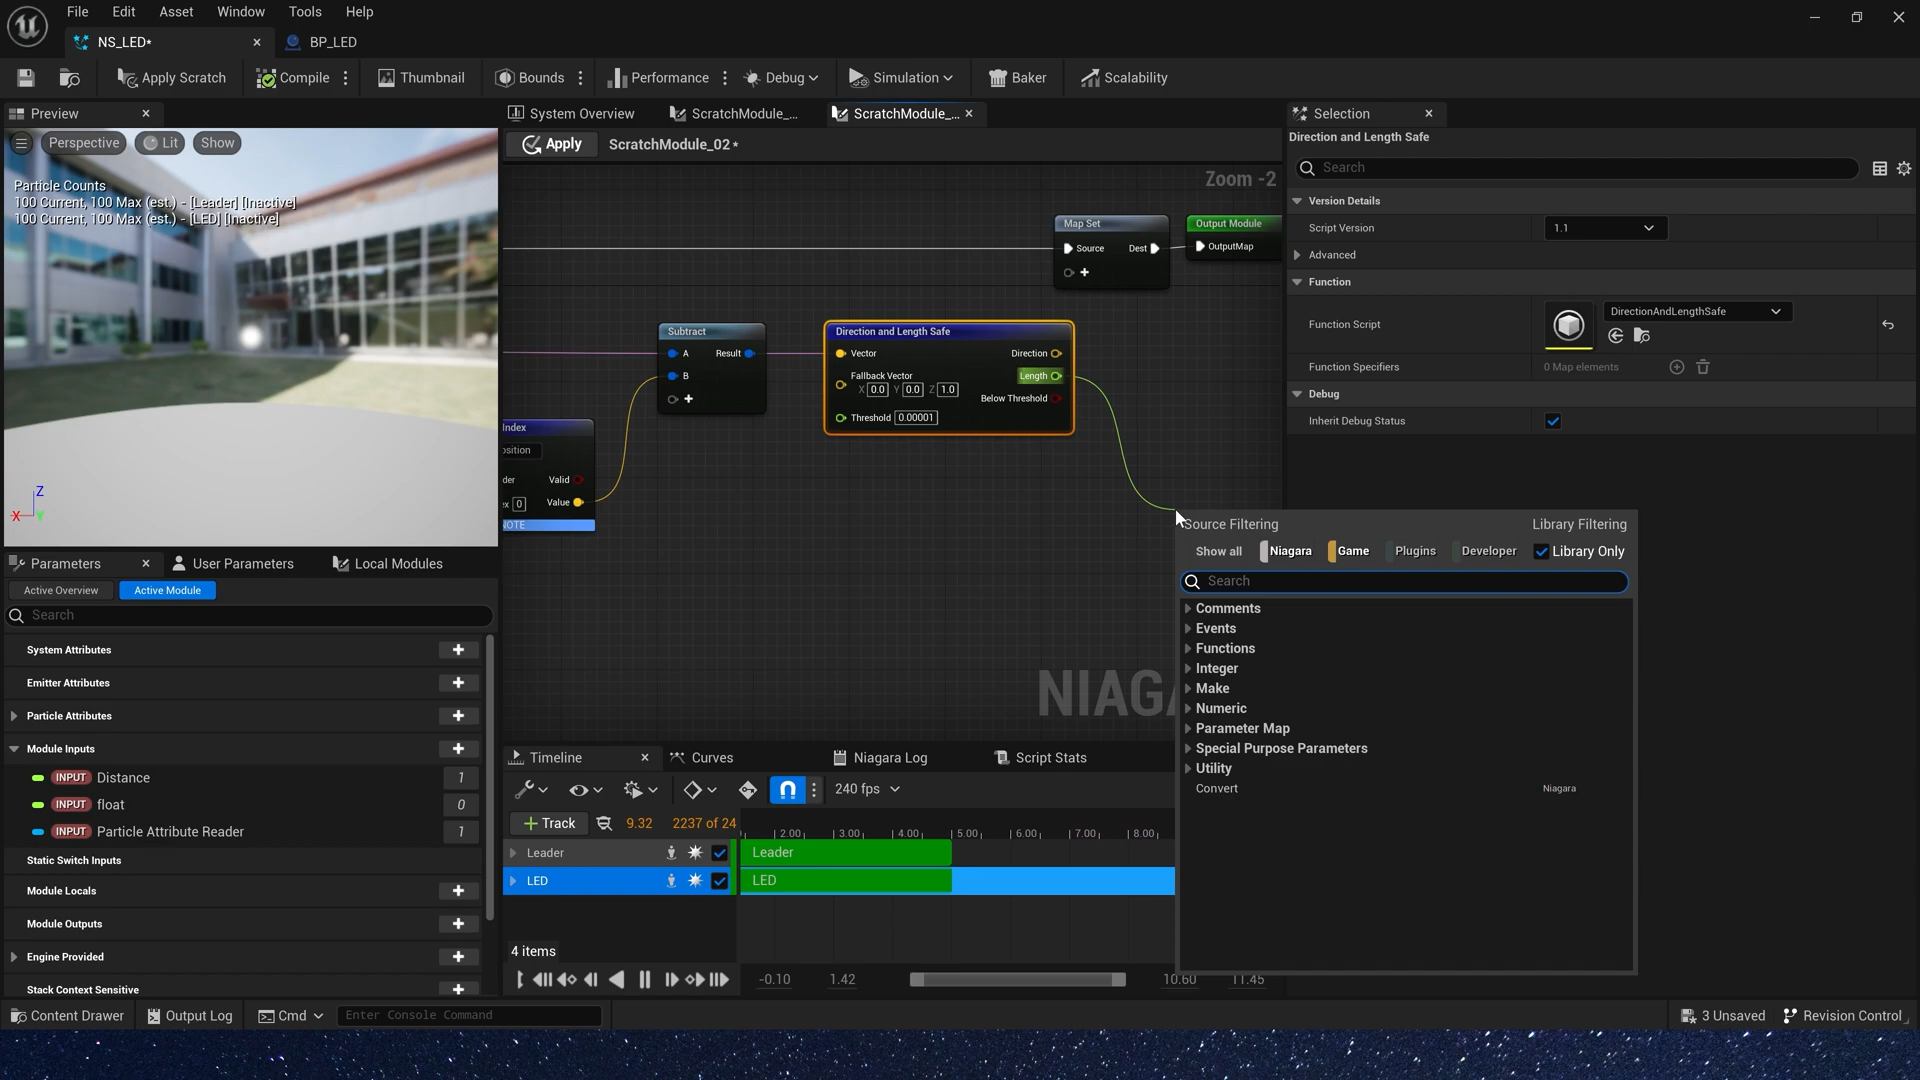 File Edit Asset Window Tools Help
NS_LED* BP_LED
Apply Scratch Compile Thumbnail Bounds Performance Debug Simulation Baker Scalability
Preview
Perspective Lit Show
Particle Counts
100 Current, 100 Max (est.) - [Leader] [Inactive]
100 Current, 100 Max (est.) - [LED] [Inactive]
Z
X Y
System Overview ScratchModule_... ScratchModule_...
Apply ScratchModule_02*
Zoom -2
Map Set
Source Dest
Output Module
OutputMap
Subtract
A Result
B
Direction and Length Safe
Vector Direction
Fallback Vector Length
X 0.0 Y 0.0 Z 1.0
Below Threshold
Threshold 0.00001
Index
osition
der Valid
ex 0 Value
NOTE
NIAGA
Selection
Direction and Length Safe
Search
Version Details
Script Version 1.1
Advanced
Function
Function Script DirectionAndLengthSafe
Function Specifiers 0 Map elements
Debug
Inherit Debug Status
Source Filtering Library Filtering
Show all Niagara Game Plugins Developer Library Only
Search
Comments
Events
Functions
Integer
Make
Numeric
Parameter Map
Special Purpose Parameters
Utility
Convert Niagara
Parameters User Parameters Local Modules
Active Overview Active Module
Search
System Attributes
Emitter Attributes
Particle Attributes
Module Inputs
INPUT Distance 1
INPUT float 0
INPUT Particle Attribute Reader 1
Static Switch Inputs
Module Locals
Module Outputs
Engine Provided
Stack Context Sensitive
Timeline Curves Niagara Log Script Stats
240 fps
Track 9.32 2237 of 24
2.00 3.00 4.00 5.00 6.00 7.00 8.00
Leader Leader
LED LED
4 items
-0.10 1.42 10.60 11.45
Content Drawer Output Log Cmd Enter Console Command 3 Unsaved Revision Control